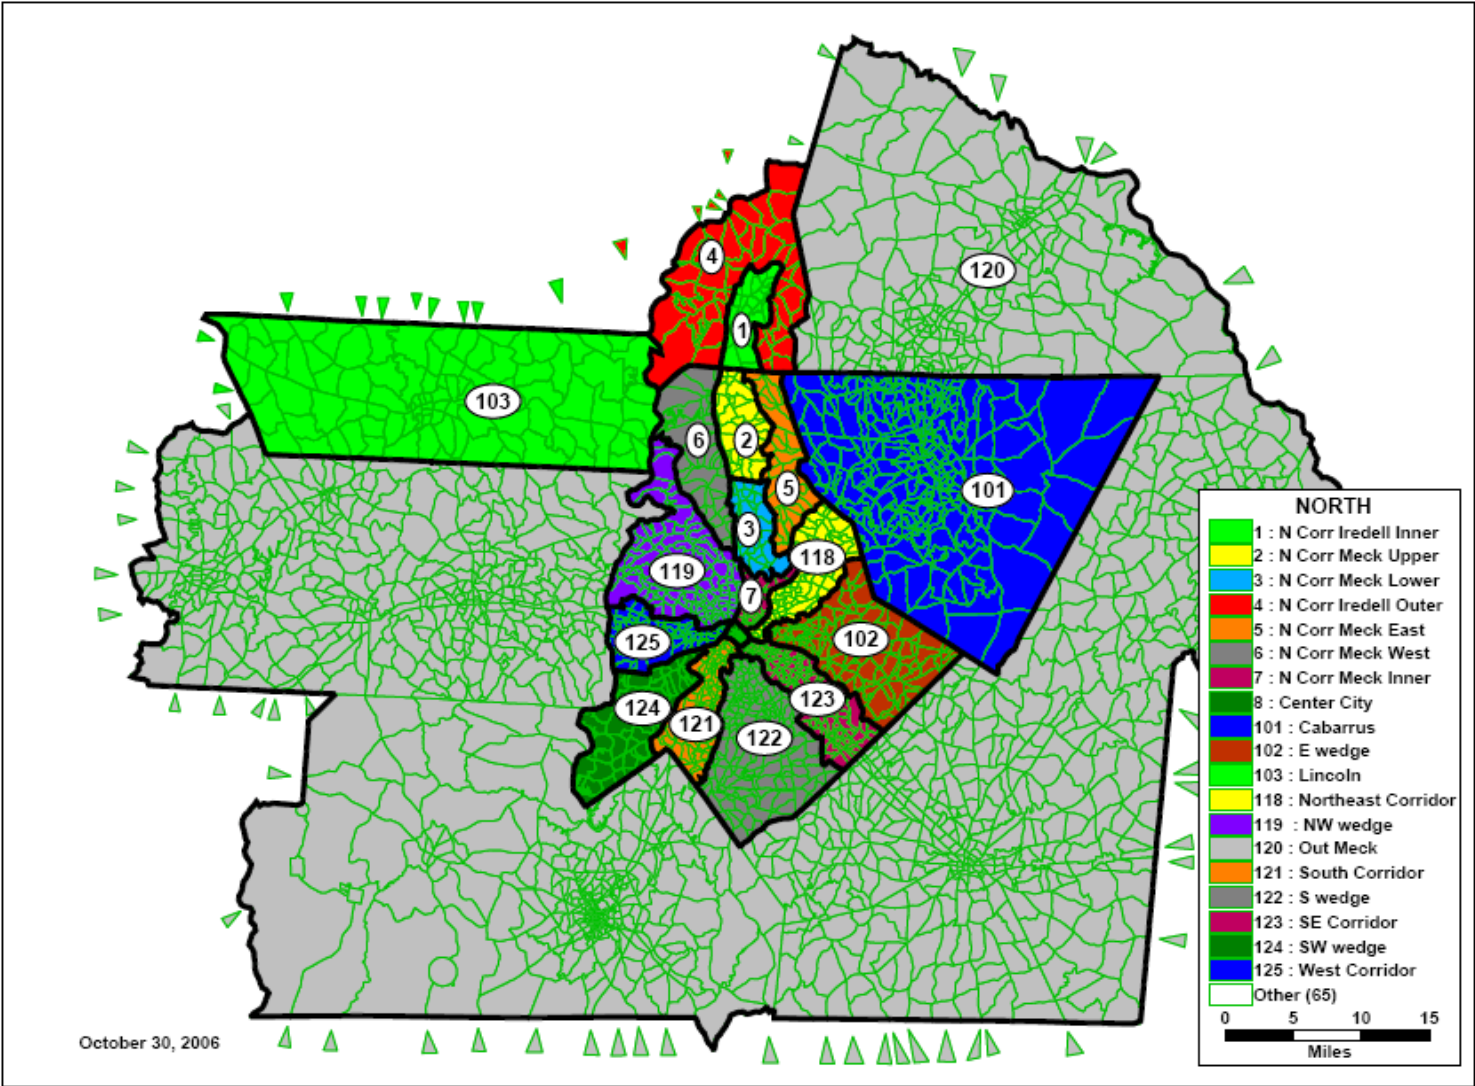 4
120
1
103
6
2
101
5
3
118
119
7
125
102
123
124
121
122
NORTH
1 : N Corr Iredell Inner
2 : N Corr Meck Upper
3 : N Corr Meck Lower
4 : N Corr Iredell Outer
5 : N Corr Meck East
6 : N Corr Meck West
7 : N Corr Meck Inner
8 : Center City
101 : Cabarrus
102 : E wedge
103 : Lincoln
118 : Northeast Corridor
119 : NW wedge
120 : Out Meck
121 : South Corridor
122 : S wedge
123 : SE Corridor
124 : SW wedge
125 : West Corridor
Other (65)
0 5 10 15
Miles
October 30, 2006